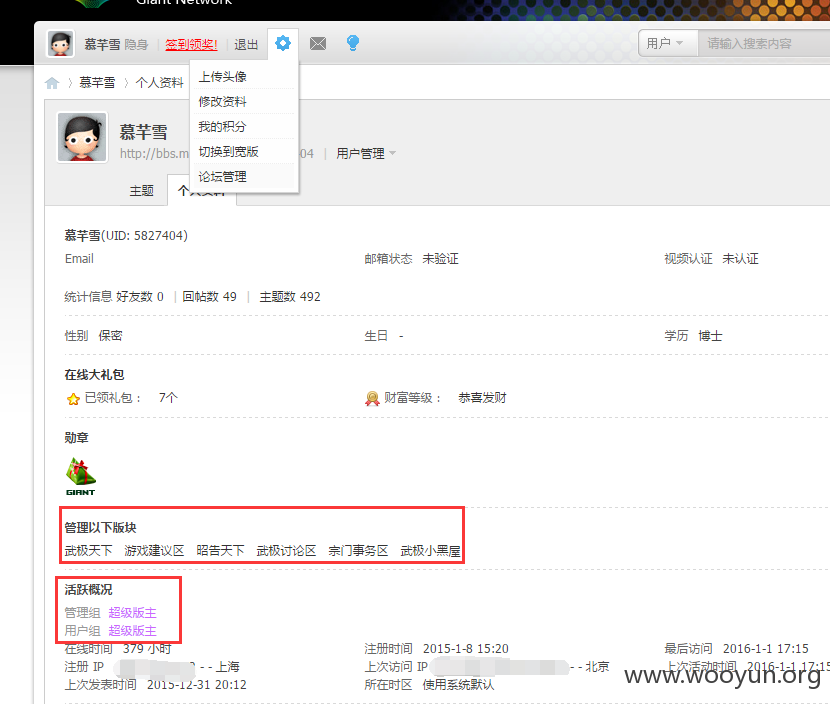 Giant Network
慕芊雪 隐身 | 签到领奖! | 退出 用户 请输入搜索内容
慕芊雪 〉 个人资料
上传头像
修改资料
我的积分
切换到宽版
论坛管理
慕芊雪
http://bbs.m 04 | 用户管理
主题 个人资料
慕芊雪(UID: 5827404)
Email 邮箱状态 未验证 视频认证 未认证
统计信息 好友数 0 | 回帖数 49 | 主题数 492
性别 保密 生日 - 学历 博士
在线大礼包
已领礼包： 7个 财富等级： 恭喜发财
勋章
GIANT
管理以下版块
武极天下 游戏建议区 昭告天下 武极讨论区 宗门事务区 武极小黑屋
活跃概况
管理组 超级版主
用户组 超级版主
在线时间 379 小时 注册时间 2015-1-8 15:20 最后访问 2016-1-1 17:15
注册 IP - - 上海 上次访问 IP - - 北京 上次活动时间 2016-1-1 17:15
上次发表时间 2015-12-31 20:12 所在时区 使用系统默认
www.wooyun.org